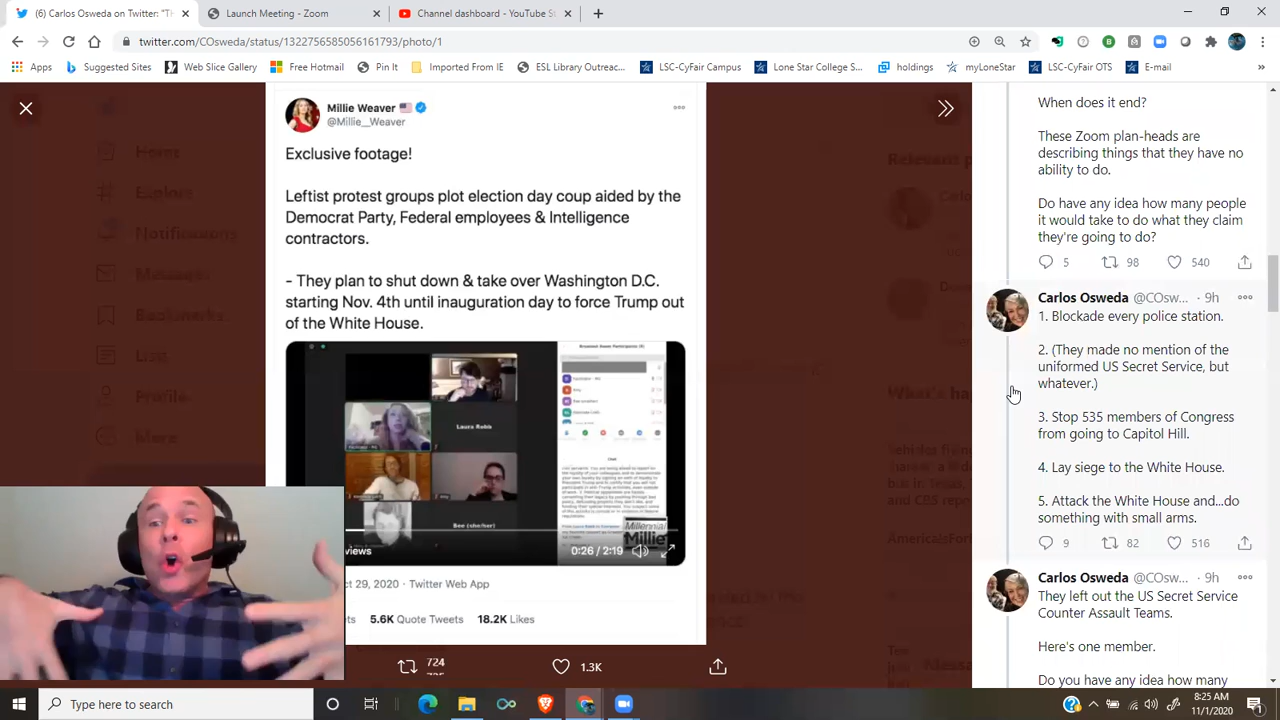 (6) Carlos Osweda on Twitter: "Th
Launch Meeting - Zoom
Channel dashboard - YouTube St
twitter.com/COsweda/status/1322756585056161793/photo/1
Apps
Suggested Sites
Web Slice Gallery
Free Hotmail
Pin It
Imported From IE
ESL Library Outreac...
LSC-CyFair Campus
Lone Star College S...
holdings
myLoneStar
LSC-CyFair OTS
E-mail
Home
Explore
Notifications
Messages
Bookmarks
Lists
Profile
More
Millie Weaver
@Millie__Weaver
Exclusive footage!
Leftist protest groups plot election day coup aided by the
Democrat Party, Federal employees & Intelligence
contractors.
- They plan to shut down & take over Washington D.C.
starting Nov. 4th until inauguration day to force Trump out
of the White House.
Laura Robb
Bee (she/her)
Millennial
Millie
views
0:26 / 2:19
ct 29, 2020 · Twitter Web App
ets 5.6K Quote Tweets 18.2K Likes
724
1.3K
When does it end?
These Zoom plan-heads are
describing things that they have no
ability to do.
Do have any idea how many people
it would take to do what they claim
they're going to do?
5 98 540
Carlos Osweda @COsw... · 9h
1. Blockade every police station.
2. (They made no mention of the
uniformed US Secret Service, but
whatever.)
3. Stop 535 members of Congress
from going to Capitol Hill.
4. Lay siege to the White House.
5. Attack the White House and...do
something with small arms.
9 82 516
Carlos Osweda @COsw... · 9h
They left out the US Secret Service
Counter Assault Teams.
Here's one member.
Do you have any idea how many
Type here to search
8:25 AM
11/1/2020